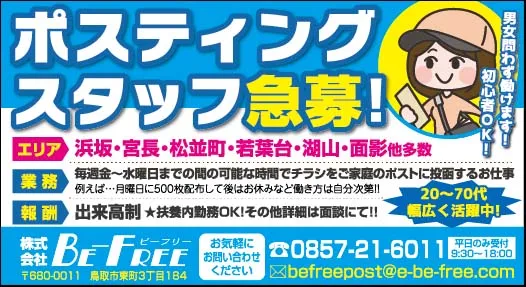 ポスティング
スタッフ急募!
男女問わず働けます!
初心者OK!
エリア 浜坂・宮長・松並町・若葉台・湖山・面影他多数
業務 毎週金〜水曜日までの間の可能な時間でチラシをご家庭のポストに投函するお仕事
例えば…月曜日に500枚配布して後はお休みなど働き方は自分次第!!
報酬 出来高制 ★扶養内勤務OK!その他詳細は面談にて!!
20〜70代
幅広く活躍中!
株式会社 BE-FREE ビーフリー
〒680-0011 鳥取市東町3丁目184
お気軽に
お問い合わせ
ください
☎0857-21-6011 平日のみ受付
9:30〜18:00
✉befreepost@e-be-free.com